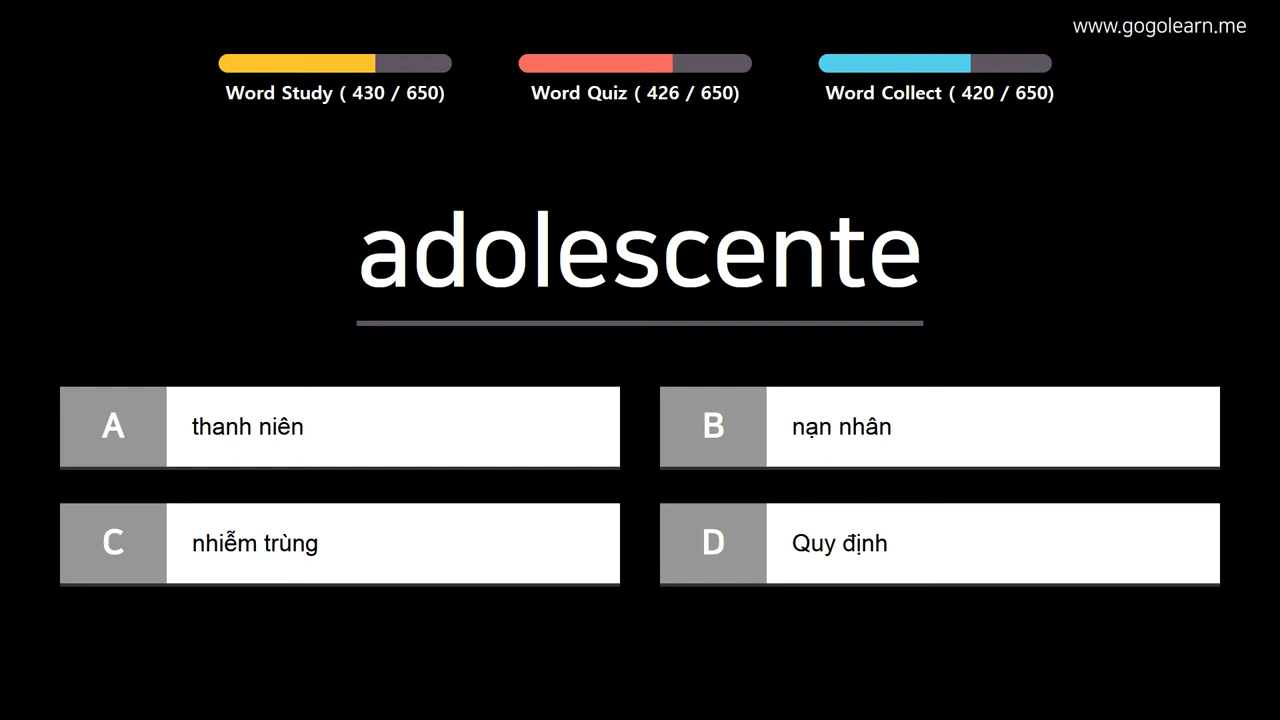 www.gogolearn.me
Word Study ( 430 / 650)
Word Quiz ( 426 / 650)
Word Collect ( 420 / 650)
adolescente
A thanh niên
B nạn nhân
C nhiễm trùng
D Quy định